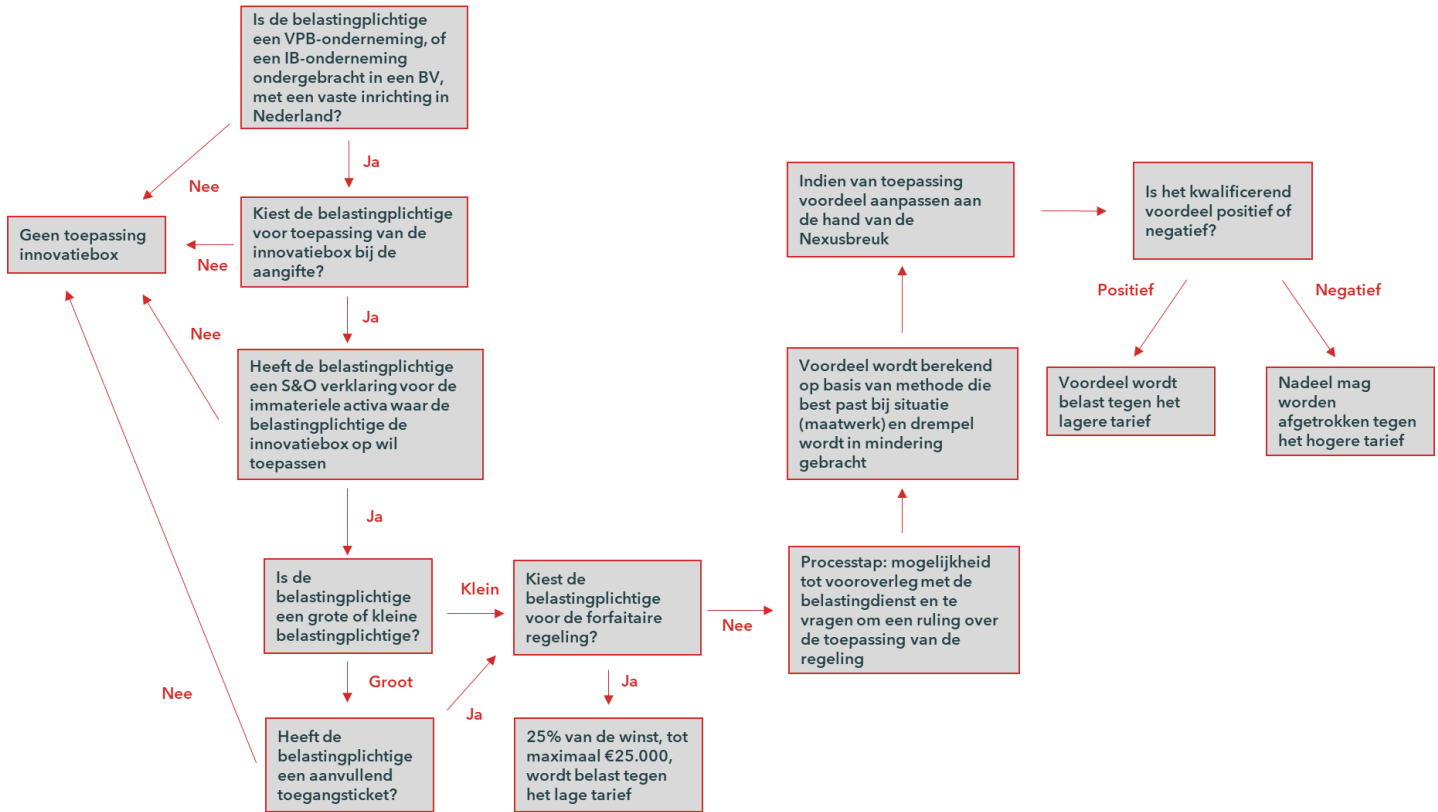 Is de belastingplichtige
een VPB-onderneming, of
een IB-onderneming
ondergebracht in een BV,
met een vaste inrichting in
Nederland?
Ja
Nee
Kiest de belastingplichtige
voor toepassing van de
innovatiebox bij de
aangifte?
Nee
Geen toepassing
innovatiebox
Ja
Nee
Heeft de belastingplichtige
een S&O verklaring voor de
immateriele activa waar de
belastingplichtige de
innovatiebox op wil
toepassen
Ja
Is de
belastingplichtige
een grote of kleine
belastingplichtige?
Klein
Groot
Nee
Heeft de
belastingplichtige
een aanvullend
toegangsticket?
Ja
Kiest de
belastingplichtige
voor de forfaitaire
regeling?
Nee
Ja
25% van de winst, tot
maximaal €25.000,
wordt belast tegen
het lage tarief
Processtap: mogelijkheid
tot vooroverleg met de
belastingdienst en te
vragen om een ruling over
de toepassing van de
regeling
Voordeel wordt berekend
op basis van methode die
best past bij situatie
(maatwerk) en drempel
wordt in mindering
gebracht
Indien van toepassing
voordeel aanpassen aan
de hand van de
Nexusbreuk
Is het kwalificerend
voordeel positief of
negatief?
Positief
Negatief
Voordeel wordt
belast tegen het
lagere tarief
Nadeel mag
worden
afgetrokken tegen
het hogere tarief